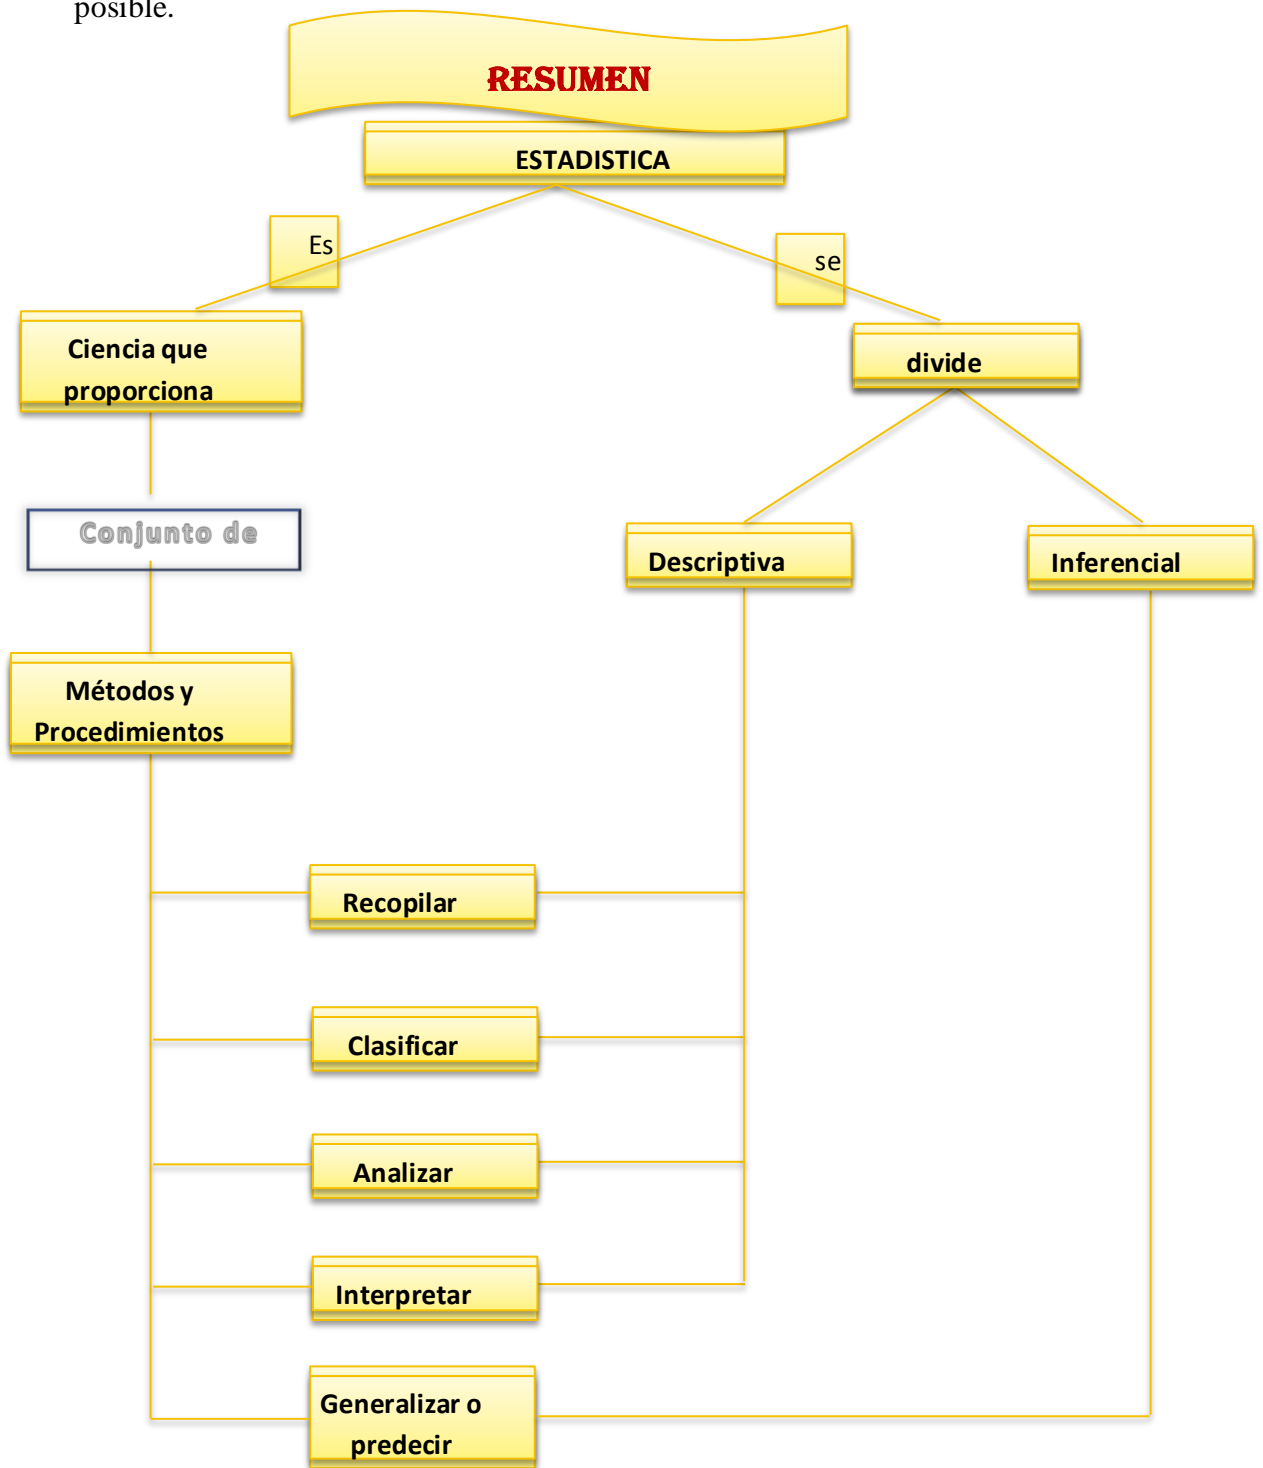 posible.
RESUMEN
ESTADISTICA
Es
se
Ciencia que
proporciona
divide
Conjunto de
Descriptiva
Inferencial
Métodos y
Procedimientos
Recopilar
Clasificar
Analizar
Interpretar
Generalizar o
predecir